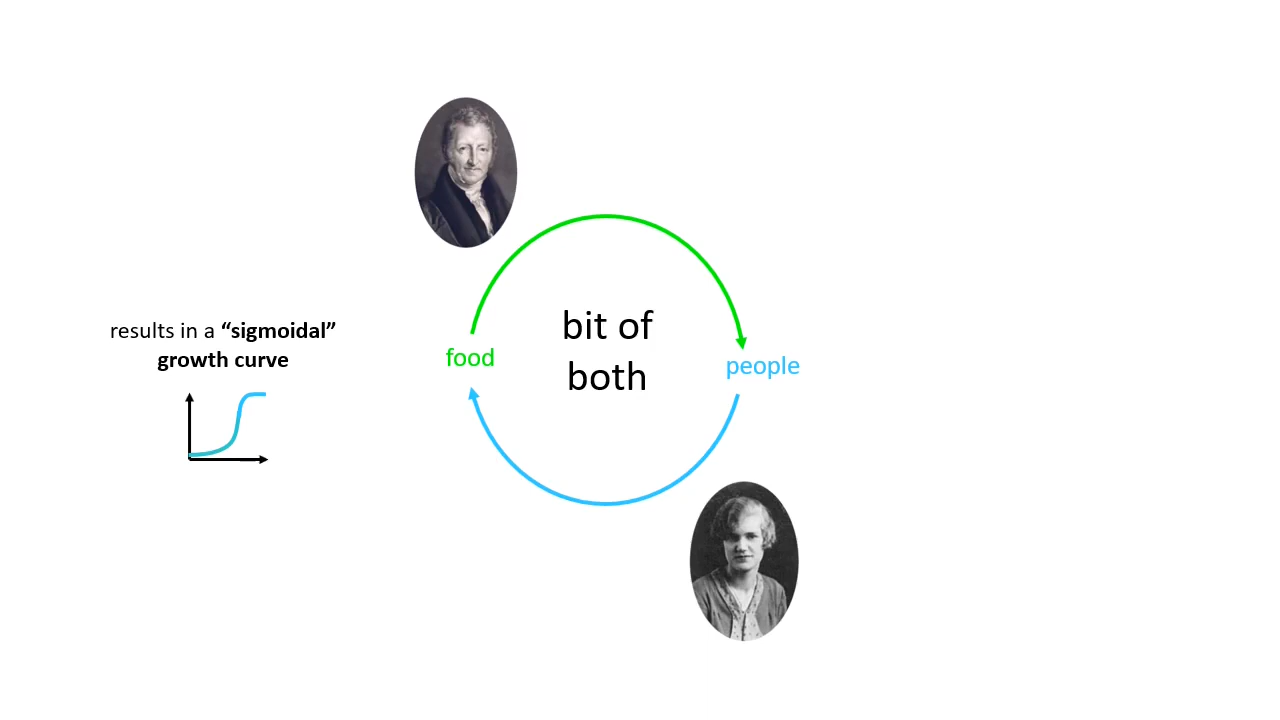 results in a “sigmoidal”
growth curve
food
bit of
both
people